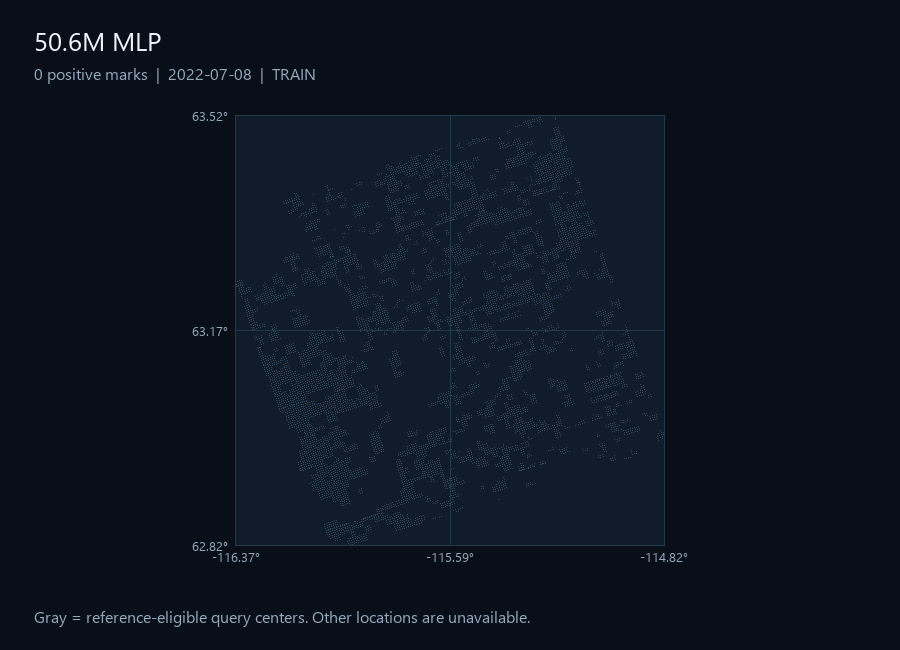 50.6M MLP
0 positive marks | 2022-07-08 | TRAIN
63.52°
63.17°
62.82°
-116.37°
-115.59°
-114.82°
Gray = reference-eligible query centers. Other locations are unavailable.